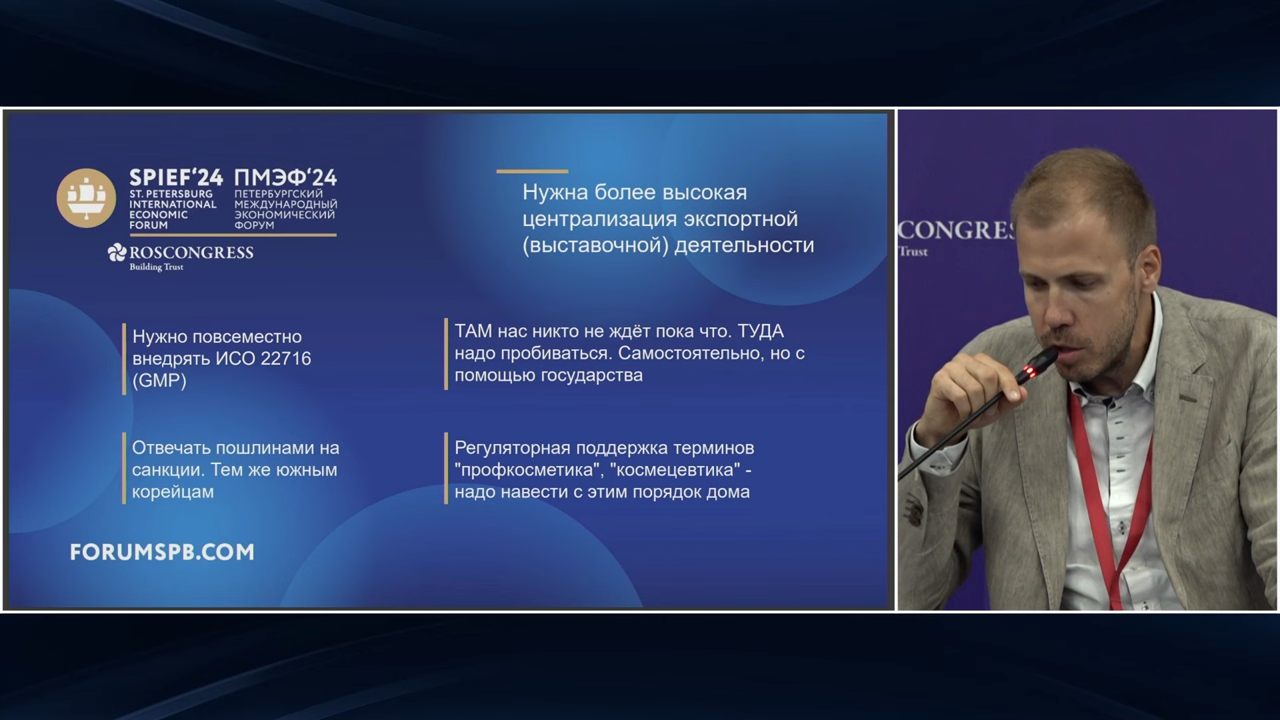 SPIEF‘24
ST. PETERSBURG
INTERNATIONAL
ECONOMIC
FORUM
ПМЭФ‘24
ПЕТЕРБУРГСКИЙ
МЕЖДУНАРОДНЫЙ
ЭКОНОМИЧЕСКИЙ
ФОРУМ
ROSCONGRESS
Building Trust
Нужна более высокая
централизация экспортной
(выставочной) деятельности
Нужно повсеместно
внедрять ИСО 22716
(GMP)
ТАМ нас никто не ждёт пока что. ТУДА
надо пробиваться. Самостоятельно, но с
помощью государства
Отвечать пошлинами на
санкции. Тем же южным
корейцам
Регуляторная поддержка терминов
"профкосметика", "космецевтика" -
надо навести с этим порядок дома
FORUMSPB.COM
CONGRES
Trust